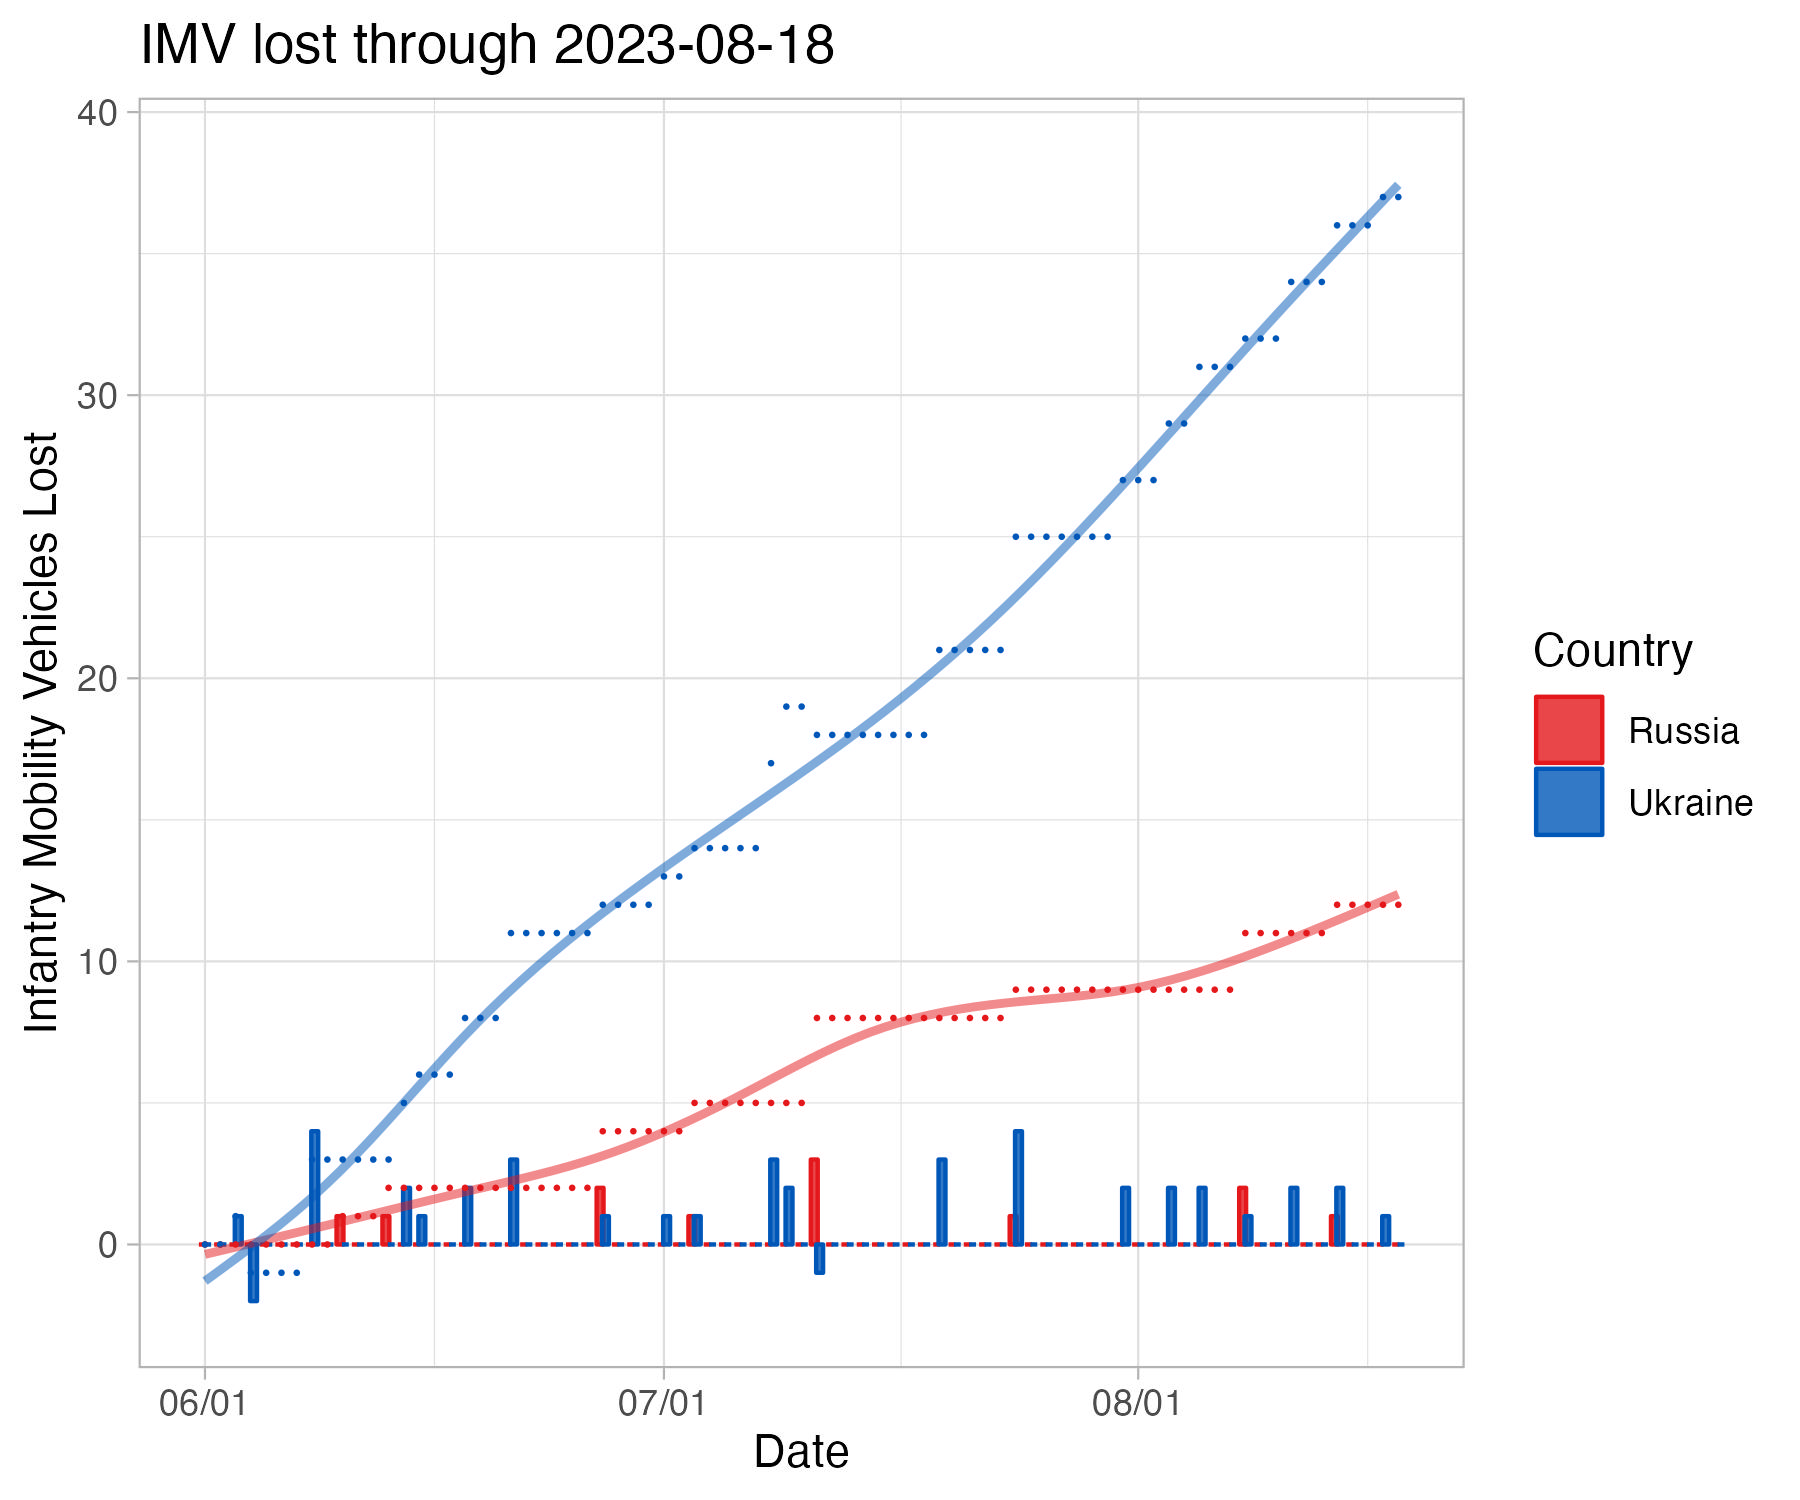 IMV lost through 2023-08-18
Infantry Mobility Vehicles Lost
40
30
20
10
0
06/01
07/01
08/01
Date
Country
Russia
Ukraine